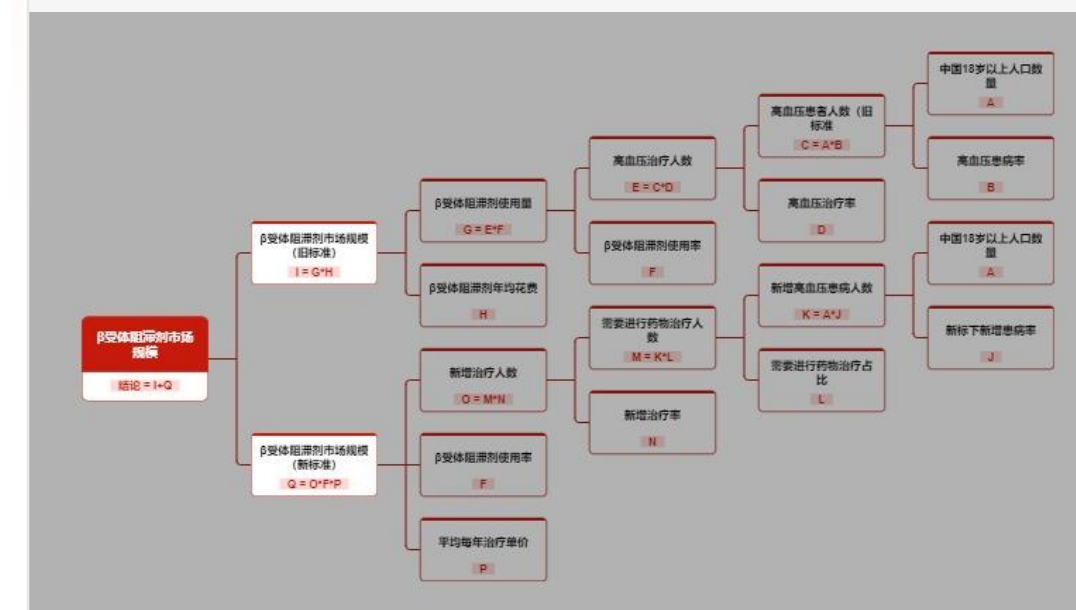 β受体阻滞剂市场
规模
结论 = I+Q
β受体阻滞剂市场规模
（旧标准）
I = G*H
β受体阻滞剂使用量
G = E*F
高血压治疗人数
E = C*D
高血压患者人数（旧
标准
C = A*B
中国18岁以上人口数
量
A
高血压患病率
B
高血压治疗率
D
β受体阻滞剂使用率
F
β受体阻滞剂年均花费
H
β受体阻滞剂市场规模
（新标准）
Q = O*F*P
新增治疗人数
O = M*N
需要进行药物治疗人
数
M = K*L
新增高血压患病人数
K = A*J
中国18岁以上人口数
量
A
新标下新增患病率
J
需要进行药物治疗占
比
L
新增治疗率
N
β受体阻滞剂使用率
F
平均每年治疗单价
P